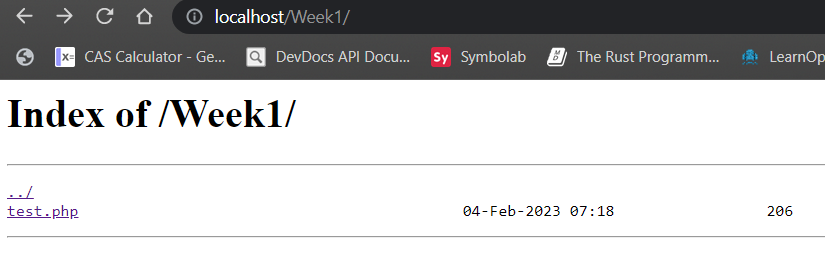 localhost/Week1/
CAS Calculator - Ge... DevDocs API Docu... Sy Symbolab The Rust Programm... LearnOp
Index of /Week1/
../
test.php 04-Feb-2023 07:18 206